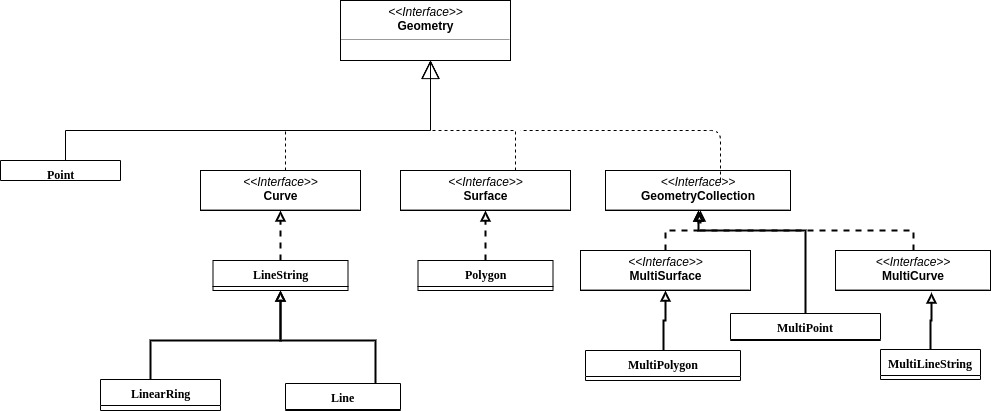 <<Interface>>
Geometry
Point
<<Interface>>
Curve
<<Interface>>
Surface
<<Interface>>
GeometryCollection
LineString
Polygon
<<Interface>>
MultiSurface
<<Interface>>
MultiCurve
MultiPoint
MultiPolygon
MultiLineString
LinearRing
Line